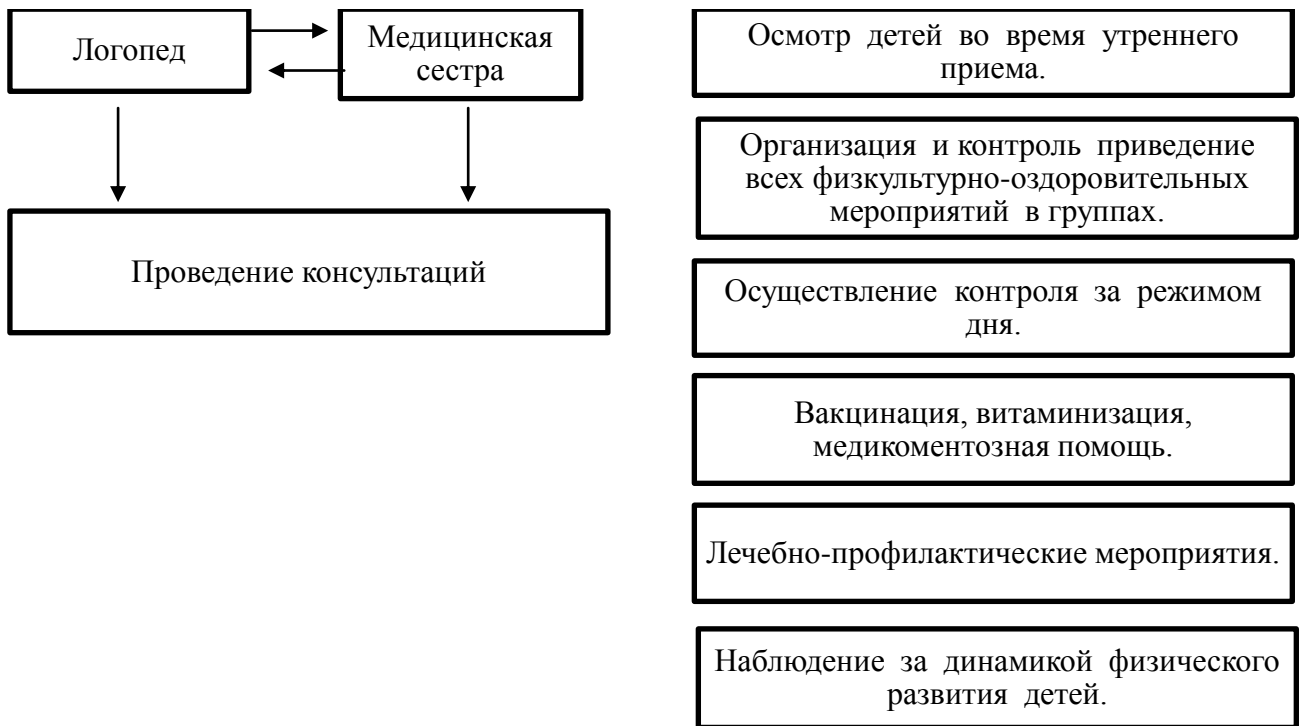 Логопед
Медицинская
сестра
Проведение консультаций
Осмотр детей во время утреннего
приема.
Организация и контроль приведение
всех физкультурно-оздоровительных
мероприятий в группах.
Осуществление контроля за режимом
дня.
Вакцинация, витаминизация,
медикоментозная помощь.
Лечебно-профилактические мероприятия.
Наблюдение за динамикой физического
развития детей.